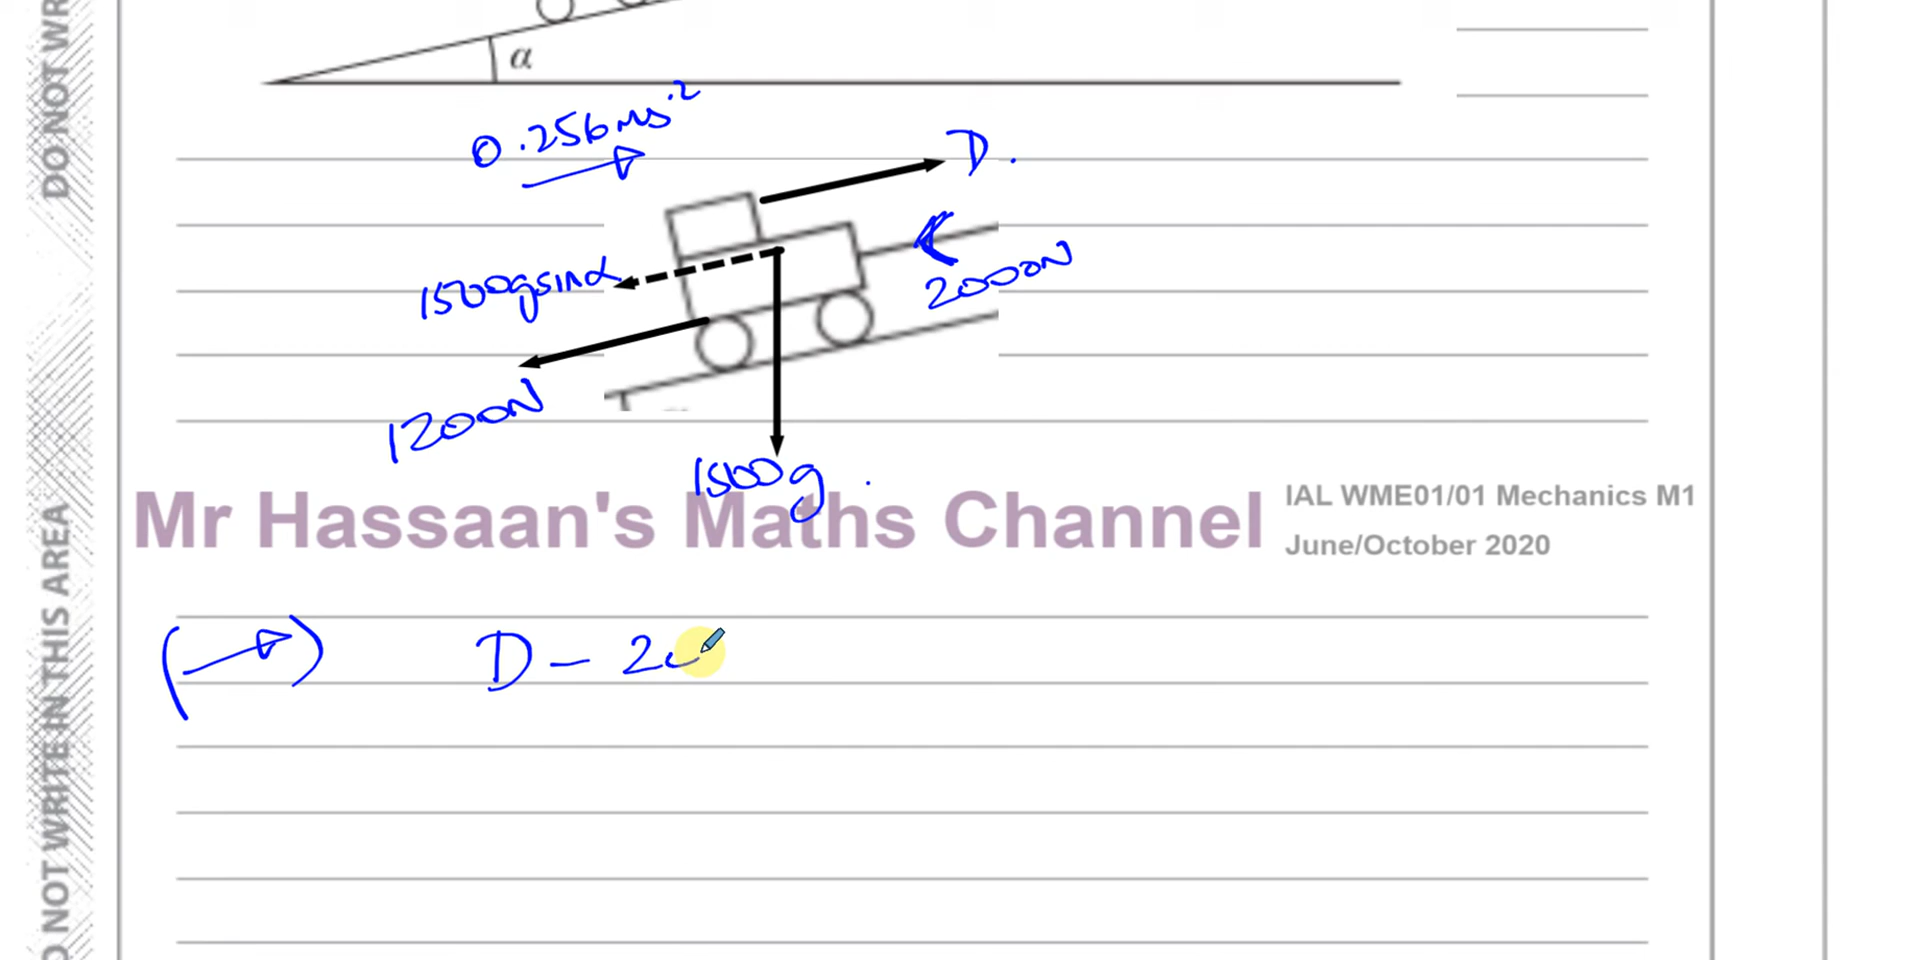 DO NOT WR
α
0.256ms⁻²
D.
1500gsinα
2000N
1200N
1500g.
Mr Hassaan's Maths Channel
IAL WME01/01 Mechanics M1
June/October 2020
DO NOT WRITE IN THIS AREA
(→) D - 20